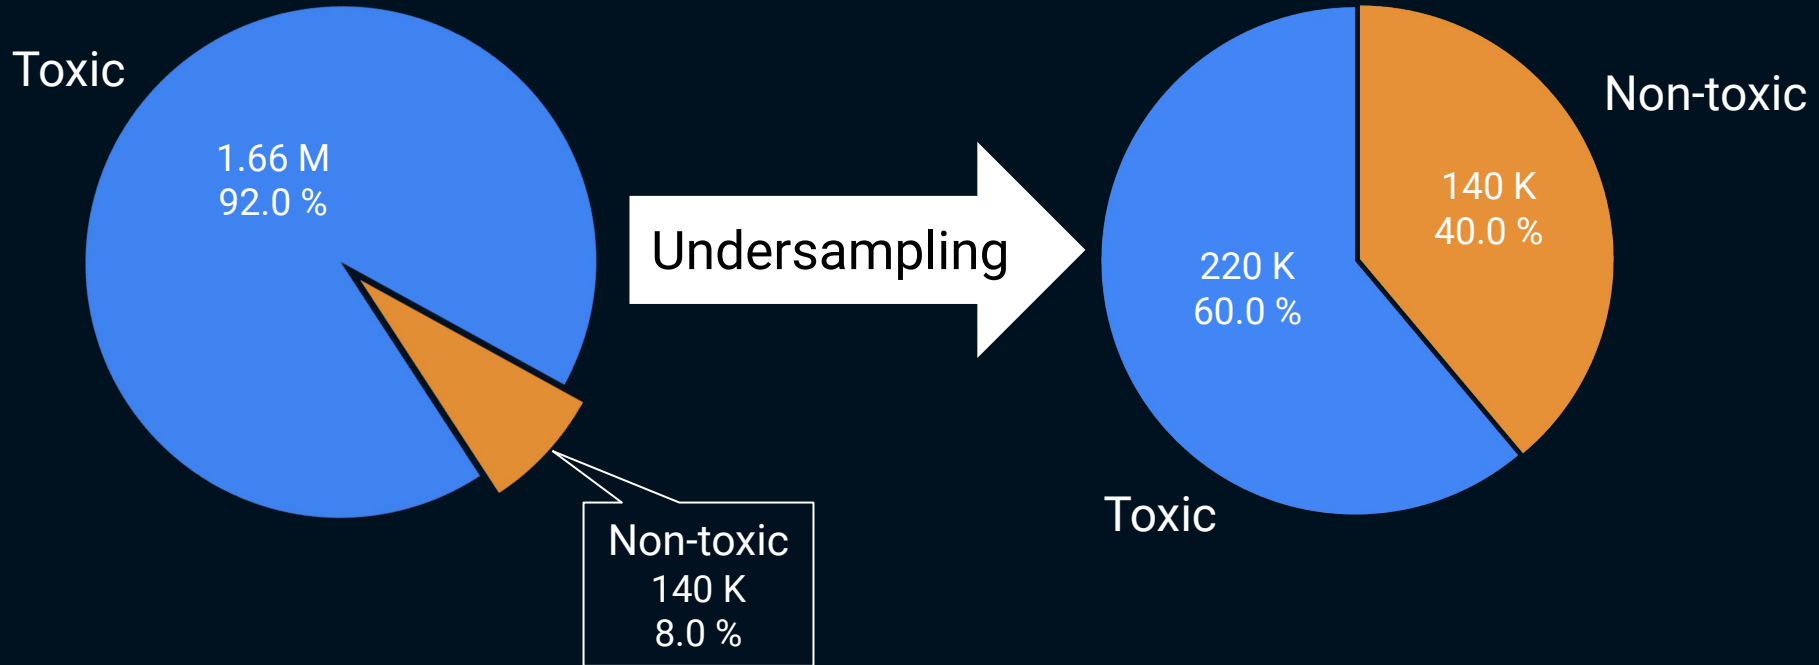 Toxic
1.66 M
92.0 %
Non-toxic
140 K
8.0 %
Undersampling
Non-toxic
140 K
40.0 %
220 K
60.0 %
Toxic